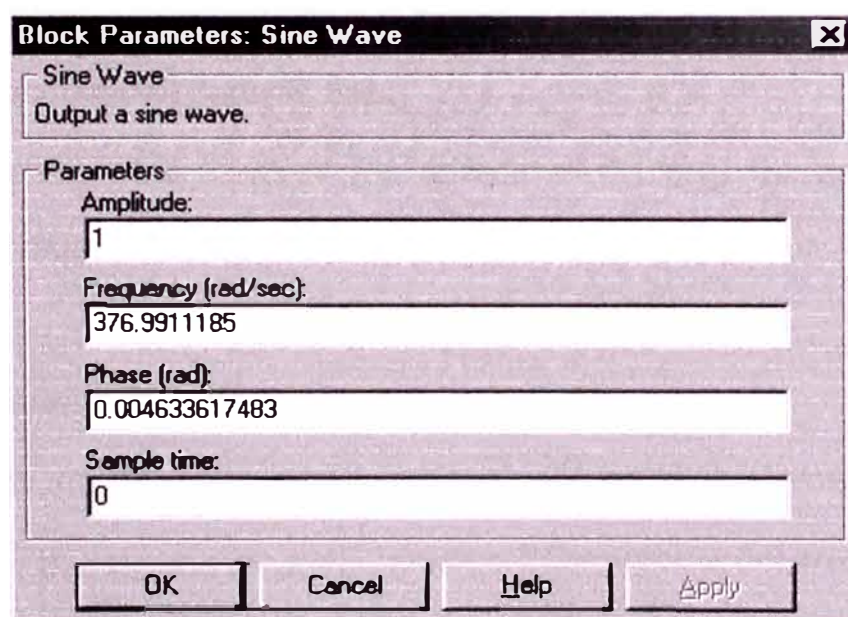 Block Parameters: Sine Wave
Sine Wave
Output a sine wave.
Parameters
Amplitude:
1
Frequency (rad/sec):
376.9911185
Phase (rad):
0.004633617483
Sample time:
0
OK Cancel Help Apply